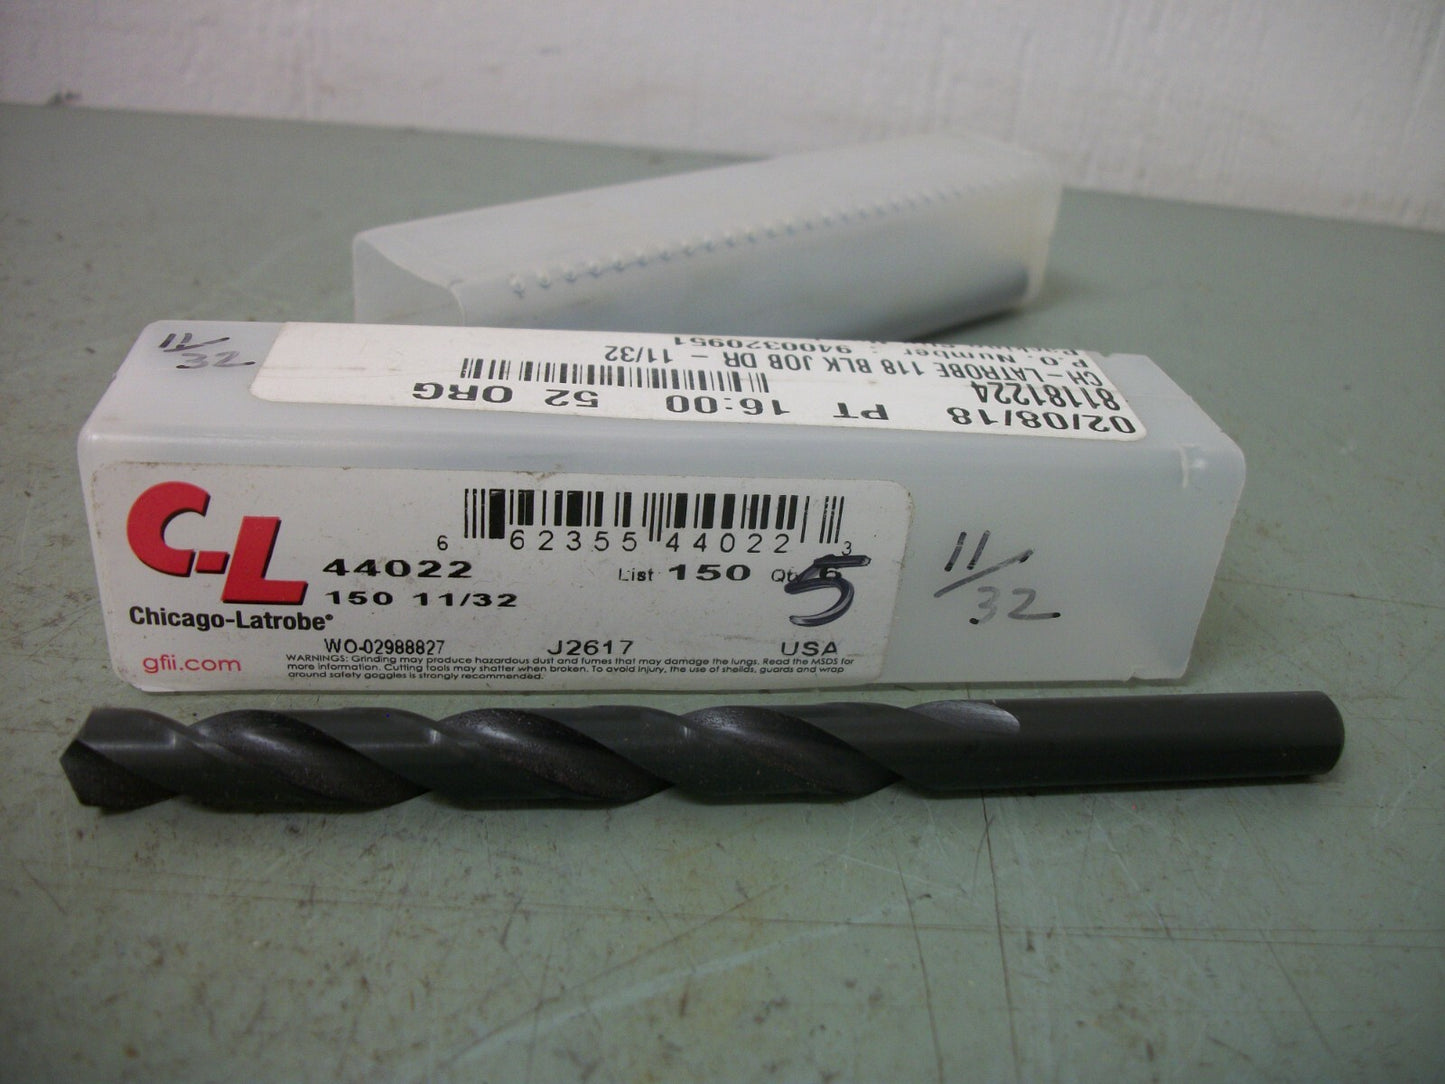 11/32
02/08/18 PT 16:00 52 ORG
81181224
CH-LATROBE 118 BLK JOB DR - 11/32
P.O. Number : 9400320951
C-L
Chicago-Latrobe®
gfii.com
6 62355 44022 3
44022 List 150 Qty 5
150 11/32
WO-02988827 J2617 USA
WARNINGS: Grinding may produce hazardous dust and fumes that may damage the lungs. Read the MSDS for
more information. Cutting tools may shatter when broken. To avoid injury, the use of sheilds, guards and wrap
around safety goggles is strongly recommended.
11/32